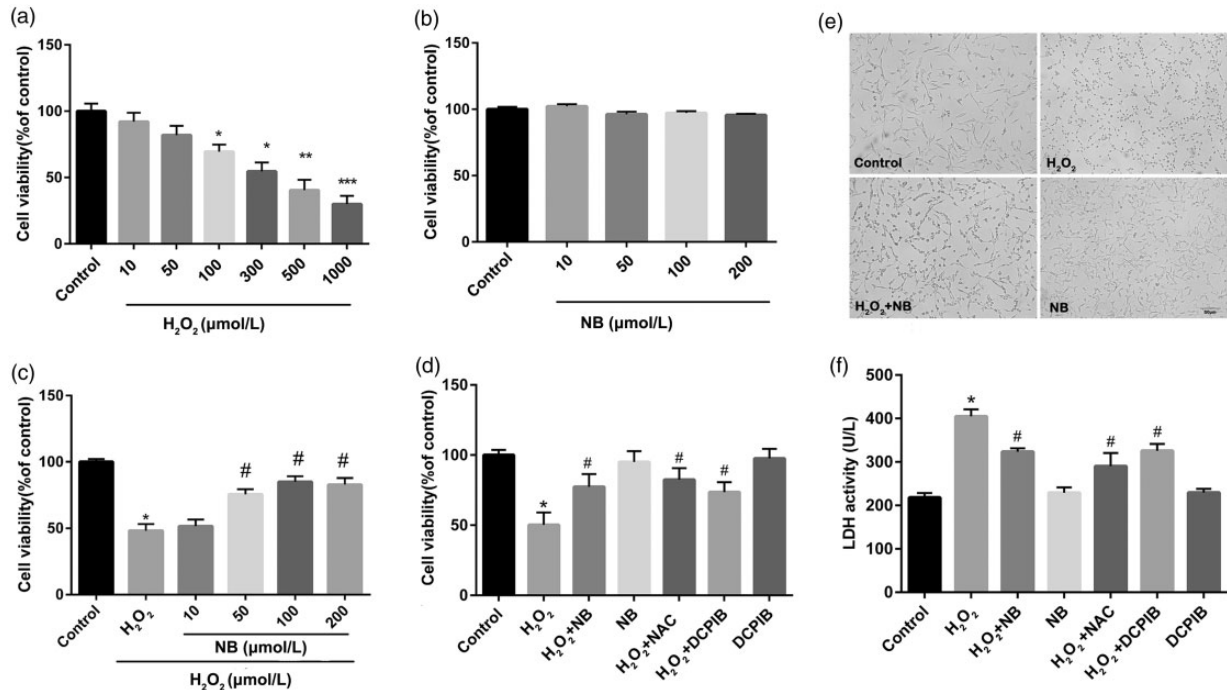 (a)
Cell viability(%of control)
150
100
50
0
*
*
**
***
Control
10
50
100
300
500
1000
H₂O₂ (µmol/L)
(b)
Cell viability(%of control)
150
100
50
0
Control
10
50
100
200
NB (µmol/L)
(e)
Control
H₂O₂
H₂O₂+NB
NB
(c)
Cell viability(%of control)
150
100
50
0
*
#
#
#
Control
H₂O₂
10
50
100
200
NB (µmol/L)
H₂O₂ (µmol/L)
(d)
Cell viability(%of control)
150
100
50
0
*
#
#
#
Control
H₂O₂
H₂O₂+NB
NB
H₂O₂+NAC
H₂O₂+DCPIB
DCPIB
(f)
LDH activity (U/L)
500
400
300
200
100
0
*
#
#
#
Control
H₂O₂
H₂O₂+NB
NB
H₂O₂+NAC
H₂O₂+DCPIB
DCPIB